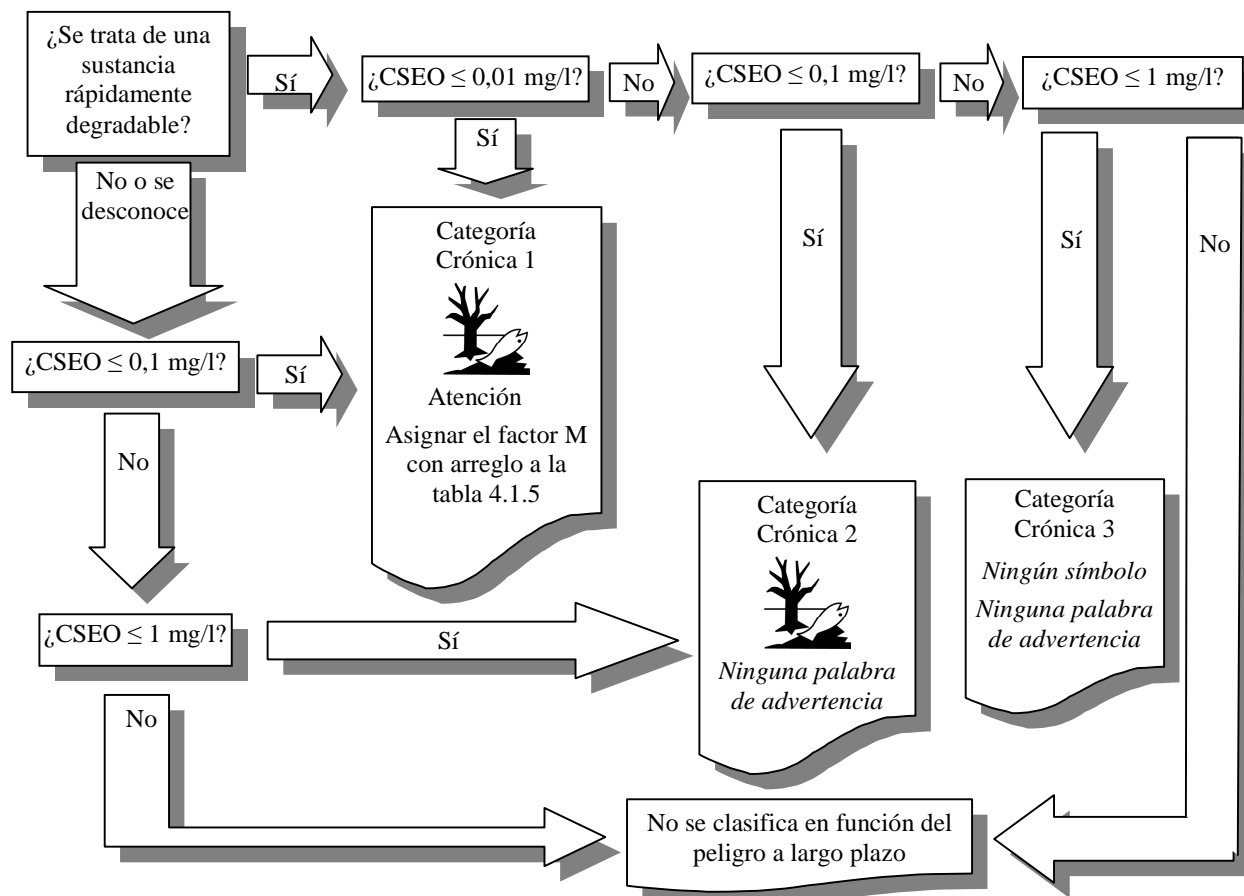 ¿Se trata de una
sustancia
rápidamente
degradable?
Sí
¿CSEO ≤ 0,01 mg/l?
No
¿CSEO ≤ 0,1 mg/l?
No
¿CSEO ≤ 1 mg/l?
No o se
desconoce
Sí
Sí
Sí
No
Categoría
Crónica 1
Atención
Asignar el factor M
con arreglo a la
tabla 4.1.5
¿CSEO ≤ 0,1 mg/l?
Sí
No
Categoría
Crónica 2
Ninguna palabra
de advertencia
Categoría
Crónica 3
Ningún símbolo
Ninguna palabra
de advertencia
¿CSEO ≤ 1 mg/l?
Sí
No
No se clasifica en función del
peligro a largo plazo